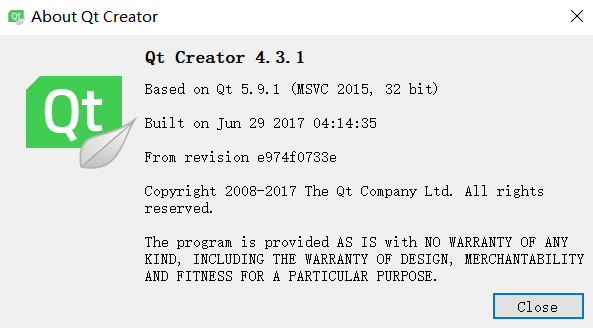 About Qt Creator
Qt Creator 4.3.1
Qt
Based on Qt 5.9.1 (MSVC 2015, 32 bit)
Built on Jun 29 2017 04:14:35
From revision e974f0733e
Copyright 2008-2017 The Qt Company Ltd. All rights
reserved.
The program is provided AS IS with NO WARRANTY OF ANY
KIND, INCLUDING THE WARRANTY OF DESIGN, MERCHANTABILITY
AND FITNESS FOR A PARTICULAR PURPOSE.
Close